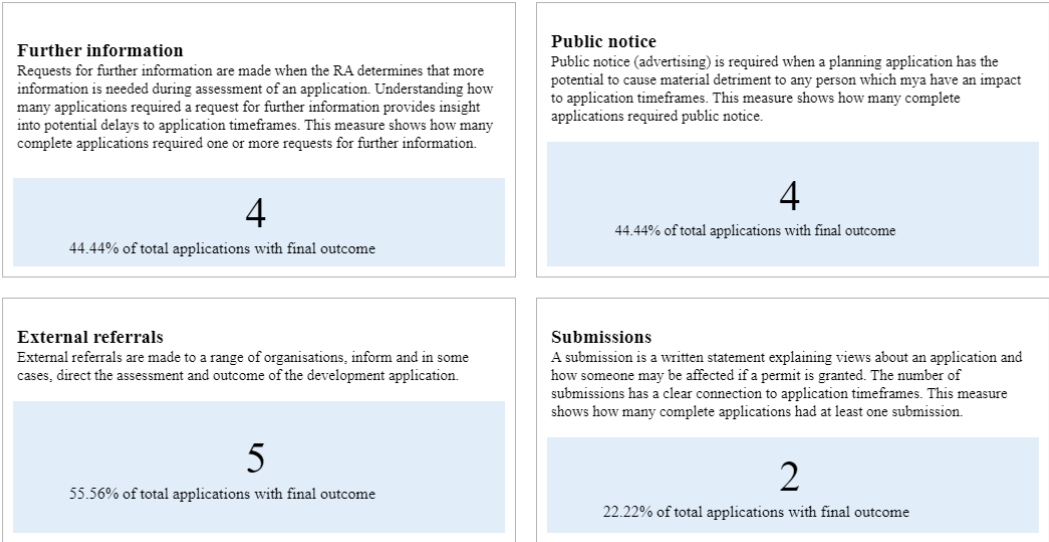 Further information
Requests for further information are made when the RA determines that more
information is needed during assessment of an application. Understanding how
many applications required a request for further information provides insight
into potential delays to application timeframes. This measure shows how many
complete applications required one or more requests for further information.
4
44.44% of total applications with final outcome
Public notice
Public notice (advertising) is required when a planning application has the
potential to cause material detriment to any person which mya have an impact
to application timeframes. This measure shows how many complete
applications required public notice.
4
44.44% of total applications with final outcome
External referrals
External referrals are made to a range of organisations, inform and in some
cases, direct the assessment and outcome of the development application.
5
55.56% of total applications with final outcome
Submissions
A submission is a written statement explaining views about an application and
how someone may be affected if a permit is granted. The number of
submissions has a clear connection to application timeframes. This measure
shows how many complete applications had at least one submission.
2
22.22% of total applications with final outcome